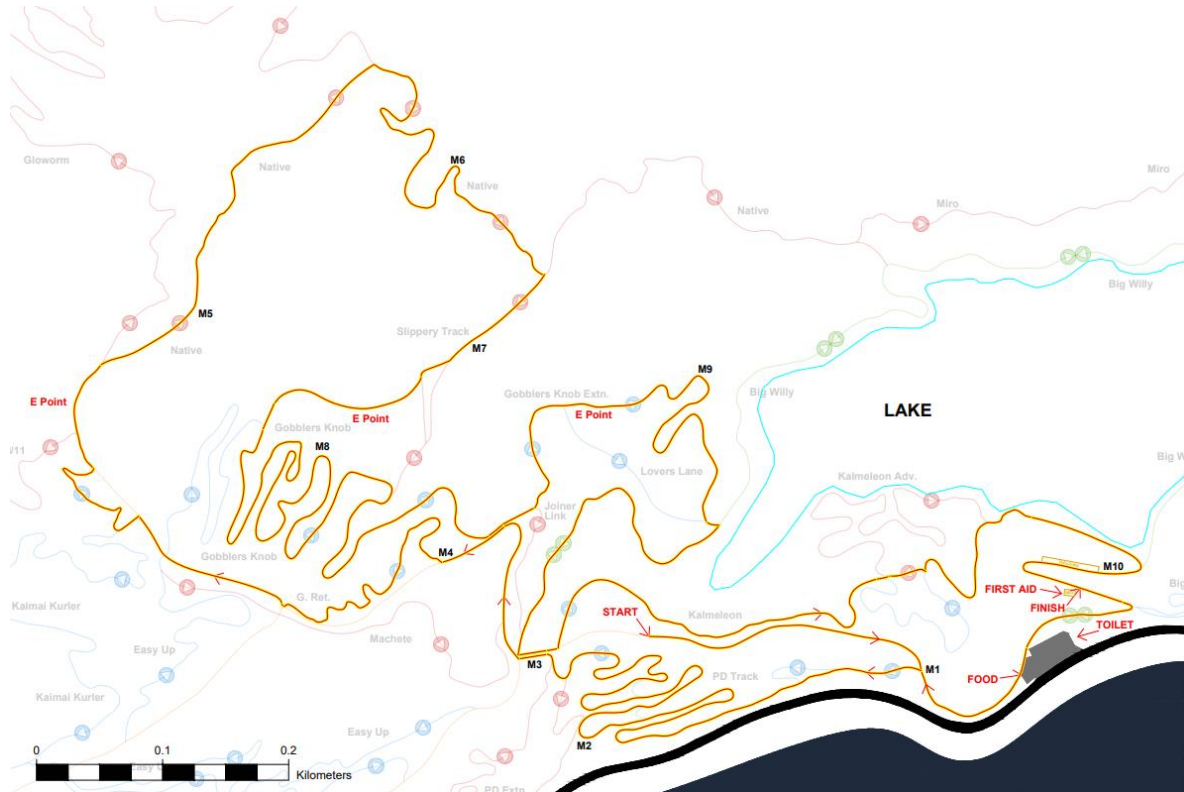 Gloworm
Native
M6
Native
Miro
Miro
Native
Big Willy
M5
Native
Slippery Track
M7
E Point
Gobblers Knob Extn.
M9
Big Willy
E Point
E Point
LAKE
Gobblers Knob
M8
Lovers Lane
Kalmeleon Adv.
Big W
Joiner
Link
Gobblers Knob
M4
M10
FIRST AID
Big
FINISH
Kaimai Kurler
G. Ret.
START
Kalmeleon
TOILET
Machete
Easy Up
M3
M1
FOOD
PD Track
Kaimai Kurler
Easy Up
M2
0
0.1
0.2
Kilometers
PD Extn